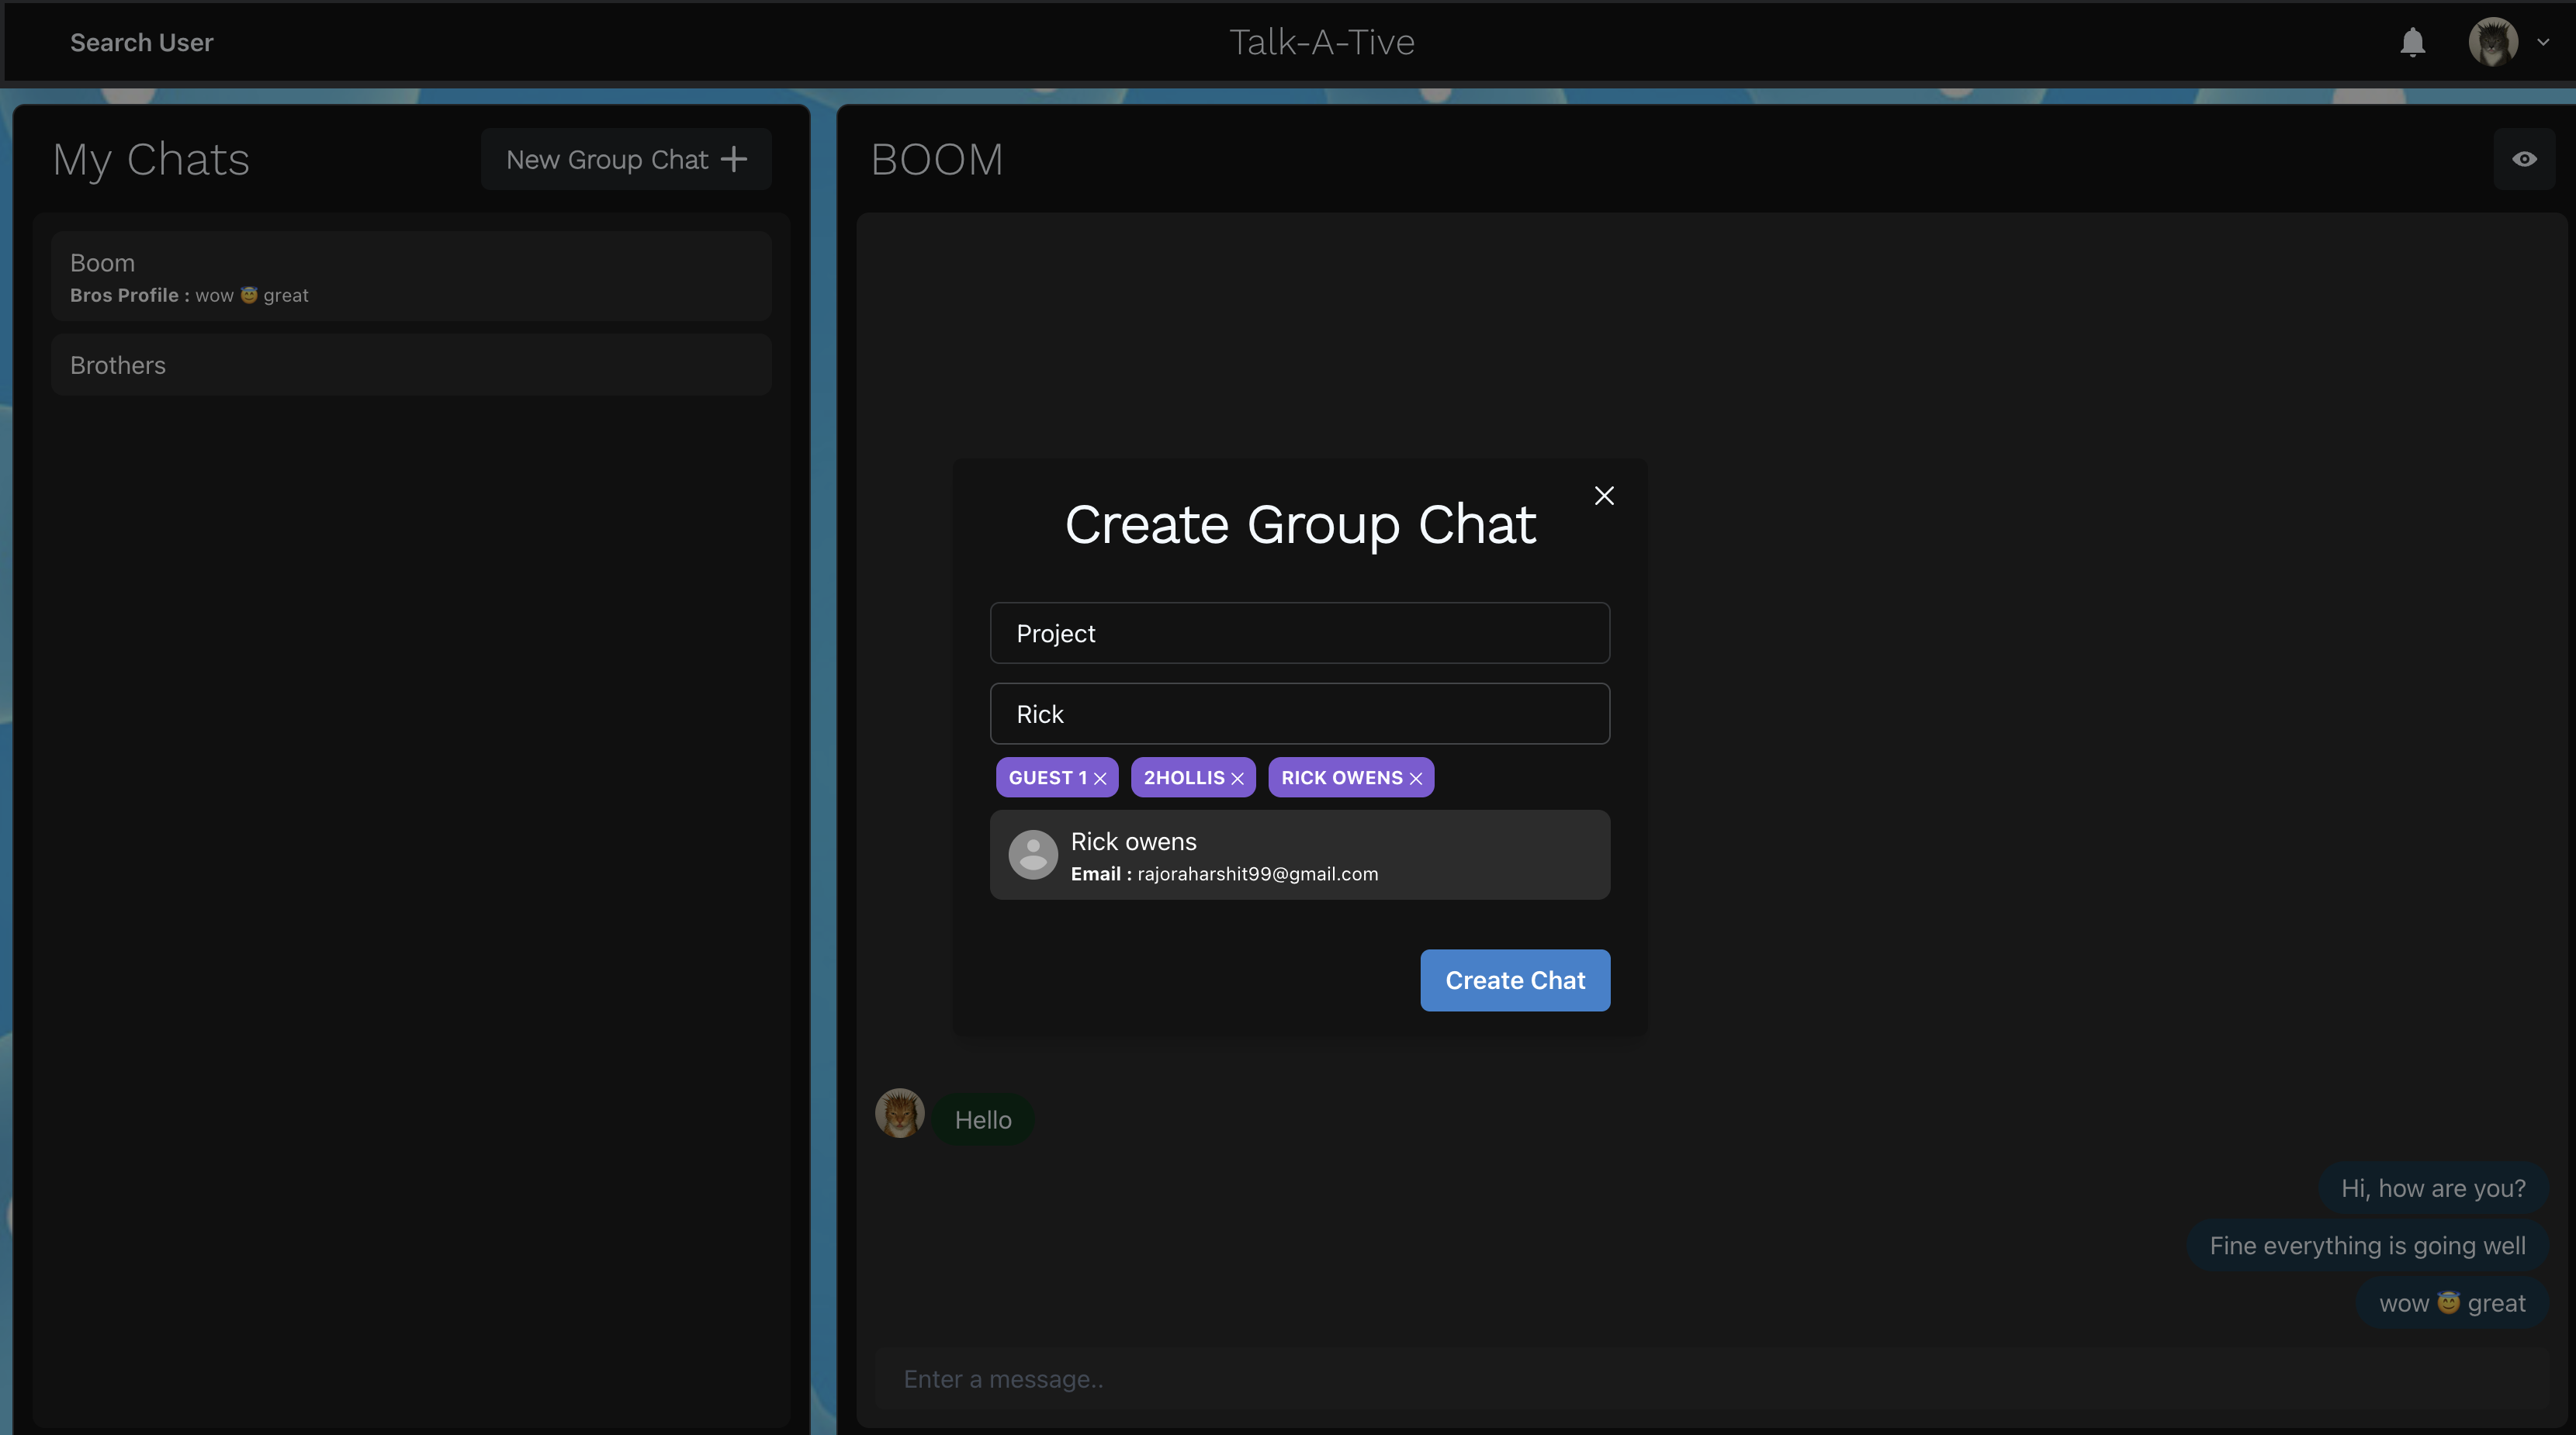 Search User
Talk-A-Tive
My Chats
New Group Chat
Boom
Bros Profile : wow 😇 great
Brothers
BOOM
Create Group Chat
Project
Rick
GUEST 1 2HOLLIS RICK OWENS
Rick owens
Email : rajoraharshit99@gmail.com
Create Chat
Hello
Hi, how are you?
Fine everything is going well
wow 😇 great
Enter a message..